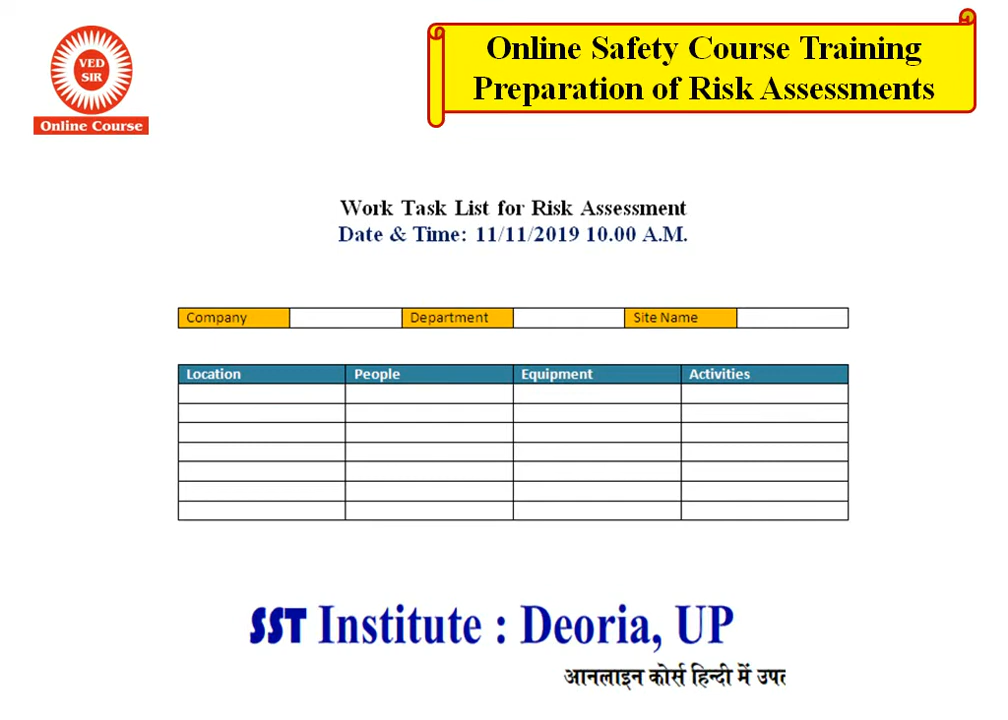 VED
SIR
Online Course
Online Safety Course Training
Preparation of Risk Assessments
Work Task List for Risk Assessment
Date & Time: 11/11/2019 10.00 A.M.
Company Department Site Name
Location People Equipment Activities
SST Institute : Deoria, UP
आनलाइन कोर्स हिन्दी में